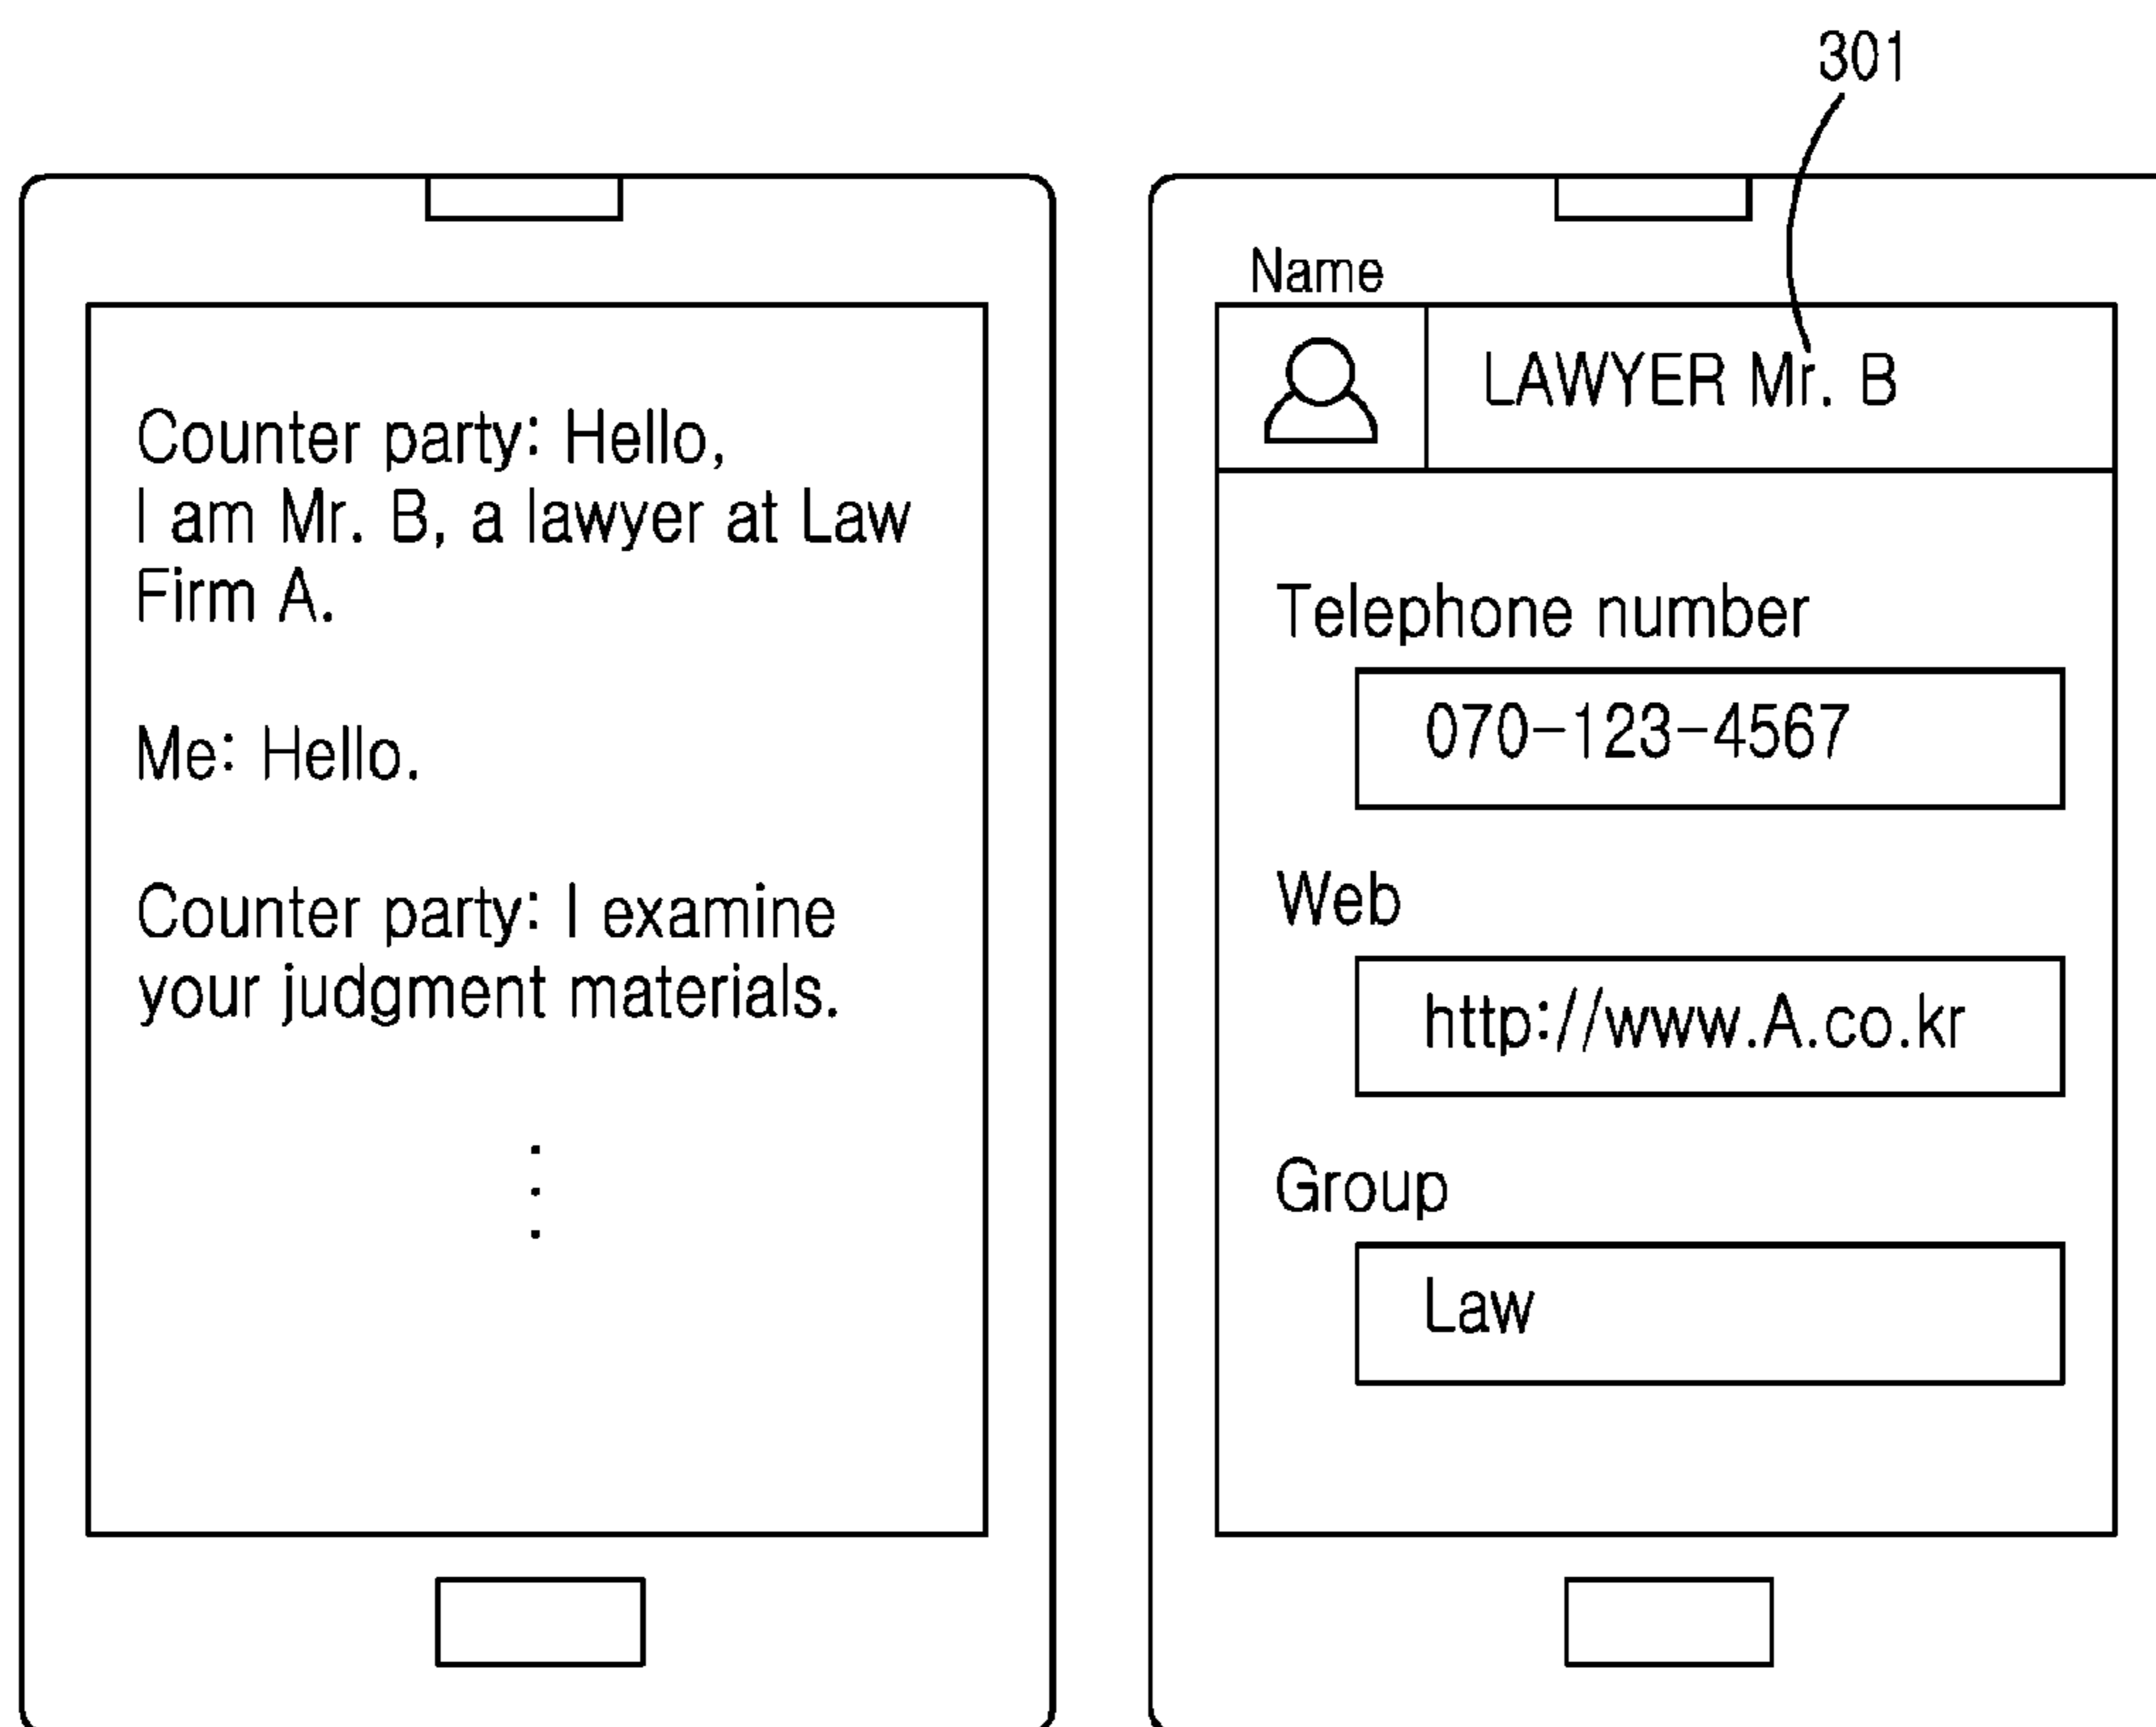 301
Counter party: Hello,
I am Mr. B, a lawyer at Law
Firm A.
Me: Hello.
Counter party: I examine
your judgment materials.
Name
LAWYER Mr. B
Telephone number
070-123-4567
Web
http://www.A.co.kr
Group
Law